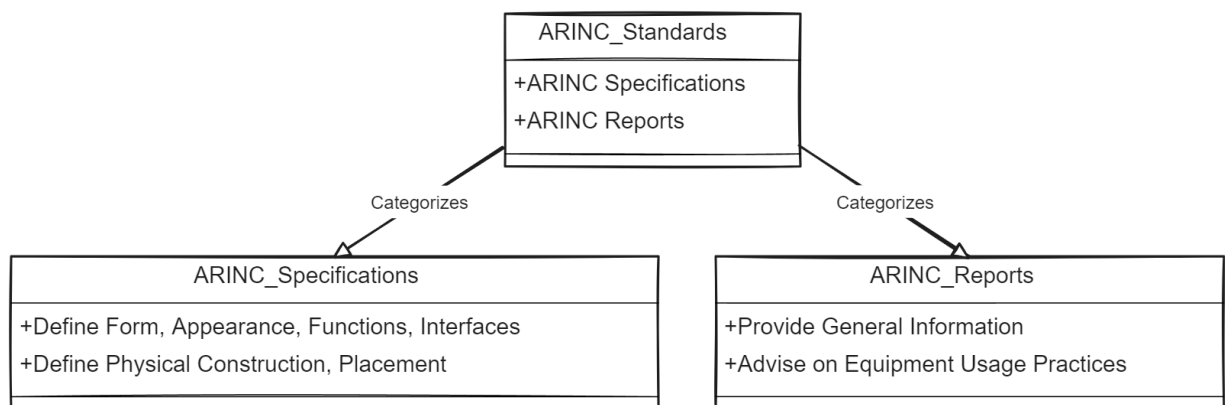 ARINC_Standards
+ARINC Specifications
+ARINC Reports
Categorizes
Categorizes
ARINC_Specifications
+Define Form, Appearance, Functions, Interfaces
+Define Physical Construction, Placement
ARINC_Reports
+Provide General Information
+Advise on Equipment Usage Practices